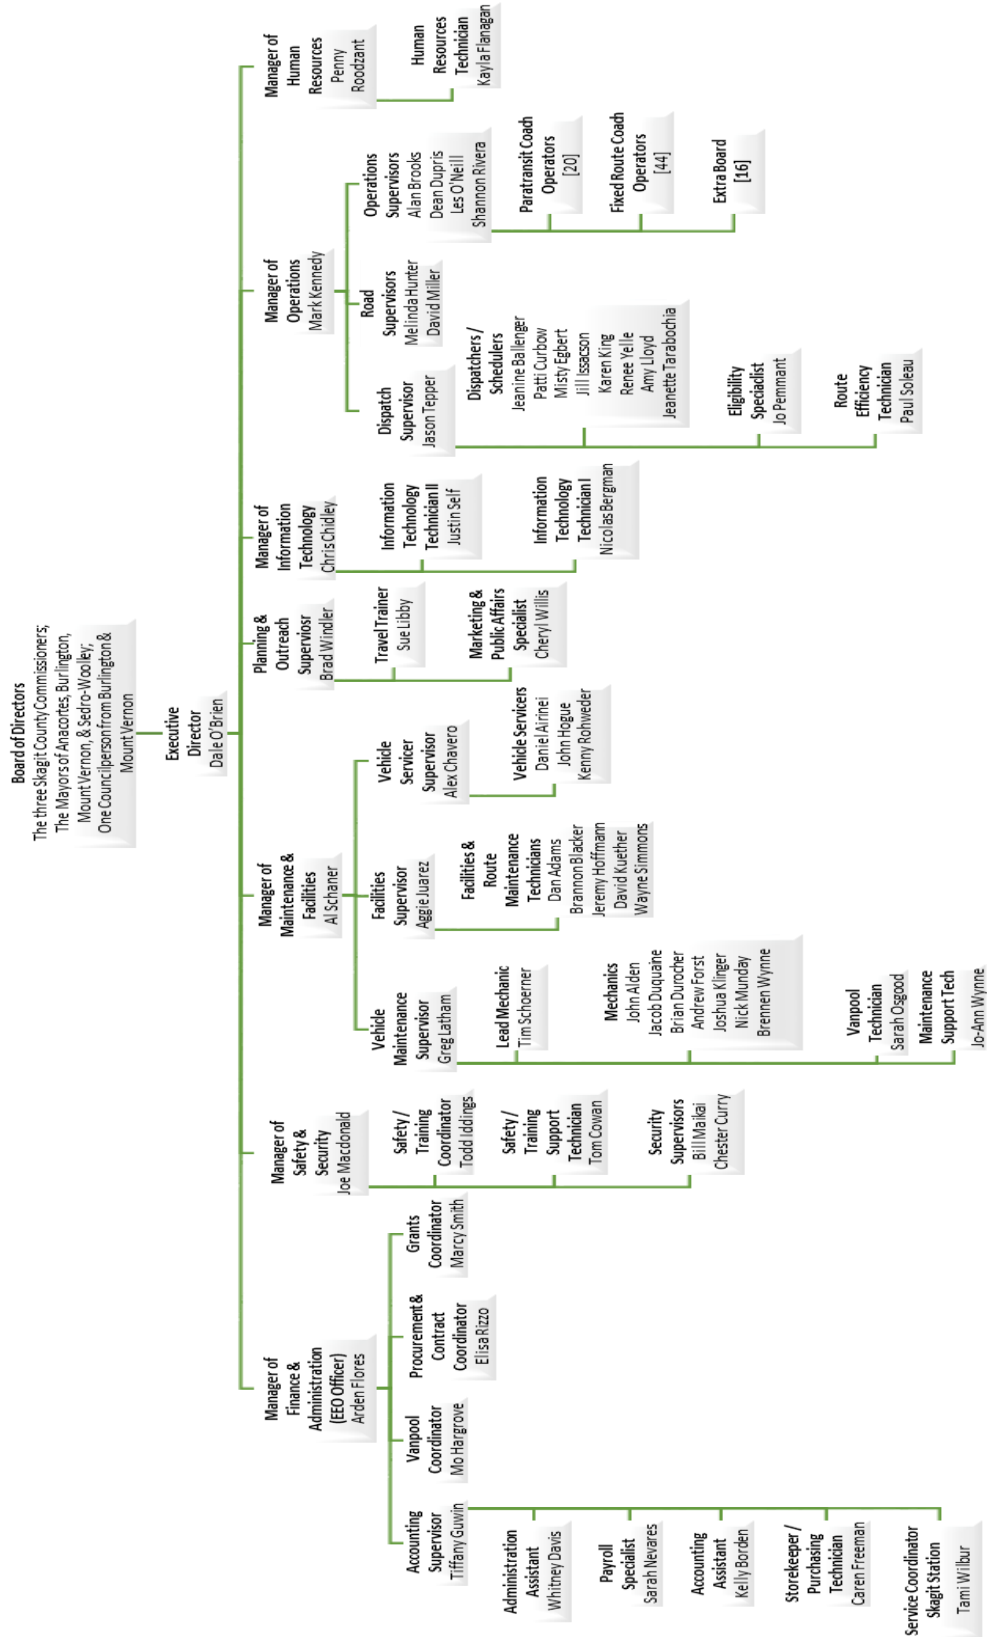 Board of Directors
The three Skagit County Commissioners;
The Mayors of Anacortes, Burlington,
Mount Vernon, & Sedro-Woolley;
One Councilperson from Burlington &
Mount Vernon
Executive
Director
Dale O'Brien
Manager of
Finance &
Administration
(EEO Officer)
Arden Flores
Accounting
Supervisor
Tiffany Guwin
Administration
Assistant
Whitney Davis
Payroll
Specialist
Sarah Nevares
Accounting
Assistant
Kelly Borden
Storekeeper /
Purchasing
Technician
Caren Freeman
Service Coordinator
Skagit Station
Tami Wilbur
Vanpool
Coordinator
Mo Hargrove
Procurement &
Contract
Coordinator
Elisa Rizzo
Grants
Coordinator
Marcy Smith
Manager of
Safety &
Security
Joe Macdonald
Safety /
Training
Coordinator
Todd Iddings
Safety /
Training
Support
Technician
Tom Cowan
Security
Supervisors
Bill Maikai
Chester Curry
Manager of
Maintenance &
Facilities
Al Schaner
Vehicle
Maintenance
Supervisor
Greg Latham
Lead Mechanic
Tim Schoerner
Mechanics
John Alden
Jacob Duquaine
Brian Durocher
Andrew Forst
Joshua Klinger
Nick Munday
Brennen Wynne
Vanpool
Technician
Sarah Osgood
Maintenance
Support Tech
Jo-Ann Wynne
Facilities
Supervisor
Aggie Juarez
Facilities &
Route
Maintenance
Technicians
Dan Adams
Brannon Blacker
Jeremy Hoffmann
David Kuether
Wayne Simmons
Vehicle
Servicer
Supervisor
Alex Chavero
Vehicle Servicers
Daniel Airinei
John Hogue
Kenny Rohweder
Planning &
Outreach
Superviosr
Brad Windler
Travel Trainer
Sue Libby
Marketing &
Public Affairs
Specialist
Cheryl Willis
Manager of
Information
Technology
Chris Chidley
Information
Technology
Technician II
Justin Self
Information
Technology
Technician I
Nicolas Bergman
Manager of
Operations
Mark Kennedy
Dispatch
Supervisor
Jason Tepper
Dispatchers /
Schedulers
Jeanine Ballenger
Patti Curbow
Misty Egbert
Jill Issacson
Karen King
Renee Yelle
Amy Lloyd
Jeanette Tarabochia
Eligibility
Speciaclist
Jo Pemmant
Route
Efficiency
Technician
Paul Soleau
Road
Supervisors
Melinda Hunter
David Miller
Operations
Supervisors
Alan Brooks
Dean Dupris
Les O'Neill
Shannon Rivera
Paratransit Coach
Operators
[20]
Fixed Route Coach
Operators
[44]
Extra Board
[16]
Manager of
Human
Resources
Penny
Roodzant
Human
Resources
Technician
Kayla Flanagan